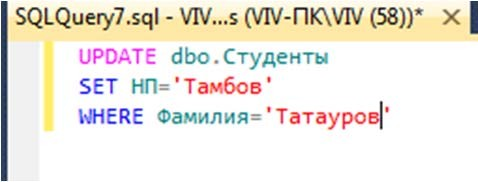 SQLQuery7.sql - VIV...s (VIV-ПК\VIV (58))*
UPDATE dbo.Студенты
SET НП='Тамбов'
WHERE Фамилия='Татауров'